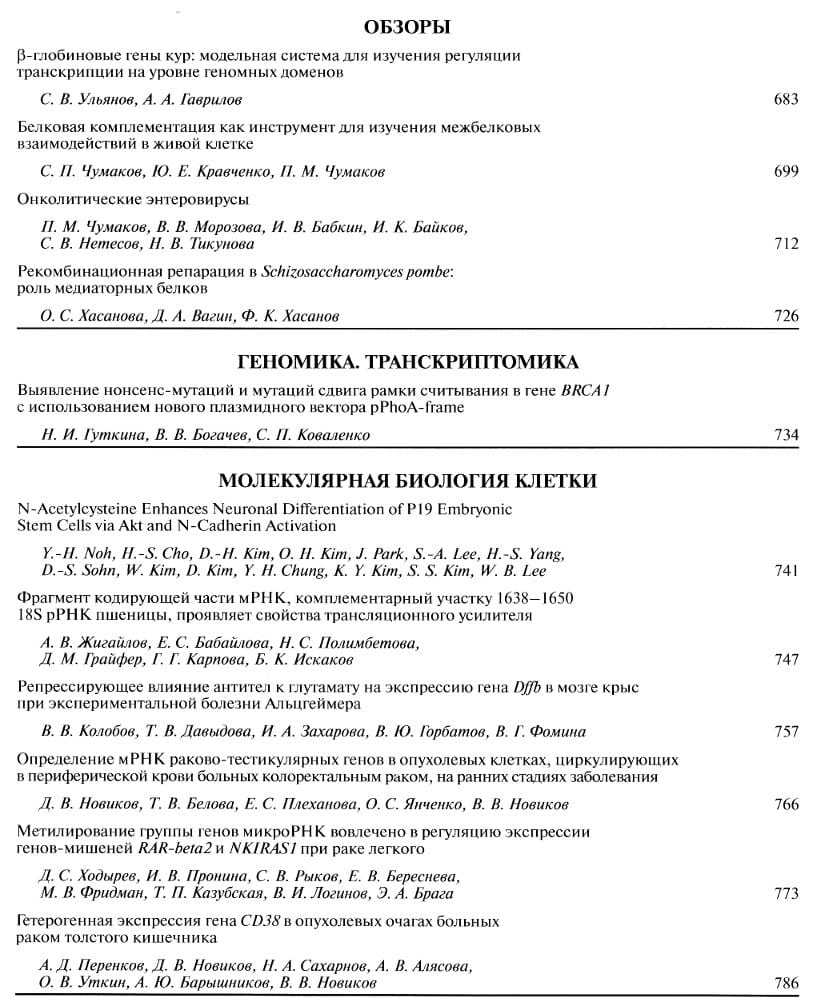 ОБЗОРЫ
β-глобиновые гены кур: модельная система для изучения регуляции
транскрипции на уровне геномных доменов
С. В. Ульянов, А. А. Гаврилов 683
Белковая комплементация как инструмент для изучения межбелковых
взаимодействий в живой клетке
С. П. Чумаков, Ю. Е. Кравченко, П. М. Чумаков 699
Онколитические энтеровирусы
П. М. Чумаков, В. В. Морозова, И. В. Бабкин, И. К. Байков,
С. В. Нетесов, Н. В. Тикунова 712
Рекомбинационная репарация в Schizosaccharomyces pombe:
роль медиаторных белков
О. С. Хасанова, Д. А. Вагин, Ф. К. Хасанов 726
ГЕНОМИКА. ТРАНСКРИПТОМИКА
Выявление нонсенс-мутаций и мутаций сдвига рамки считывания в гене BRCA1
с использованием нового плазмидного вектора pPhoA-frame
Н. И. Гуткина, В. В. Богачев, С. П. Коваленко 734
МОЛЕКУЛЯРНАЯ БИОЛОГИЯ КЛЕТКИ
N-Acetylcysteine Enhances Neuronal Differentiation of P19 Embryonic
Stem Cells via Akt and N-Cadherin Activation
Y.-H. Noh, H.-S. Cho, D.-H. Kim, O. H. Kim, J. Park, S.-A. Lee, H.-S. Yang,
D.-S. Sohn, W. Kim, D. Kim, Y. H. Chung, K. Y. Kim, S. S. Kim, W. B. Lee 741
Фрагмент кодирующей части мРНК, комплементарный участку 1638–1650
18S рРНК пшеницы, проявляет свойства трансляционного усилителя
А. В. Жигайлов, Е. С. Бабайлова, Н. С. Полимбетова,
Д. М. Грайфер, Г. Г. Карпова, Б. К. Искаков 747
Репрессирующее влияние антител к глутамату на экспрессию гена Dffb в мозге крыс
при экспериментальной болезни Альцгеймера
В. В. Колобов, Т. В. Давыдова, И. А. Захарова, В. Ю. Горбатов, В. Г. Фомина 757
Определение мРНК раково-тестикулярных генов в опухолевых клетках, циркулирующих
в периферической крови больных колоректальным раком, на ранних стадиях заболевания
Д. В. Новиков, Т. В. Белова, Е. С. Плеханова, О. С. Янченко, В. В. Новиков 766
Метилирование группы генов микроРНК вовлечено в регуляцию экспрессии
генов-мишеней RAR-beta2 и NKIRAS1 при раке легкого
Д. С. Ходырев, И. В. Пронина, С. В. Рыков, Е. В. Береснева,
М. В. Фридман, Т. П. Казубская, В. И. Логинов, Э. А. Брага 773
Гетерогенная экспрессия гена CD38 в опухолевых очагах больных
раком толстого кишечника
А. Д. Перенков, Д. В. Новиков, Н. А. Сахарнов, А. В. Алясова,
О. В. Уткин, А. Ю. Барышников, В. В. Новиков 786